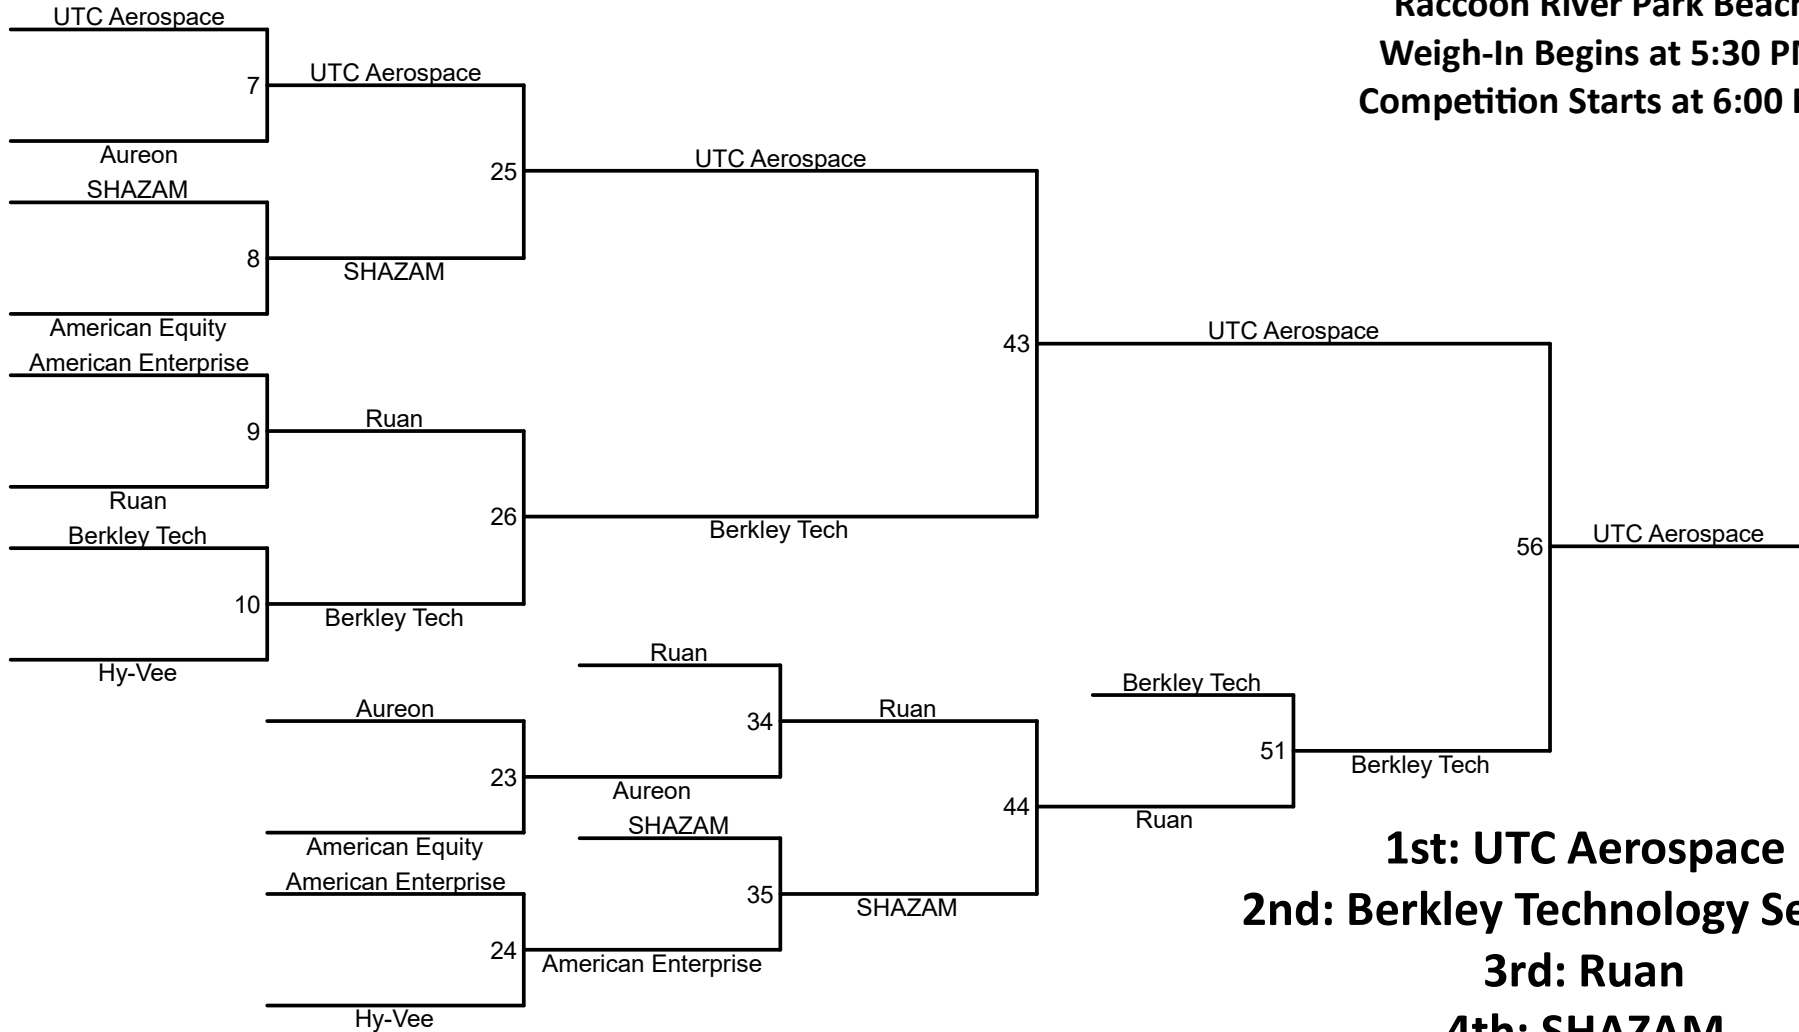 Raccoon River Park Beach
Weigh-In Begins at 5:30 PM
Competition Starts at 6:00
UTC Aerospace
7
UTC Aerospace
Aureon
SHAZAM
25
UTC Aerospace
8
SHAZAM
American Equity
American Enterprise
43
UTC Aerospace
9
Ruan
Ruan
Berkley Tech
26
Berkley Tech
56
UTC Aerospace
10
Berkley Tech
Hy-Vee
Ruan
Aureon
34
Ruan
Berkley Tech
23
Aureon
51
Berkley Tech
American Equity
SHAZAM
44
Ruan
American Enterprise
35
SHAZAM
24
American Enterprise
Hy-Vee
1st: UTC Aerospace
2nd: Berkley Technology
3rd: Ruan
4th: SHAZAM